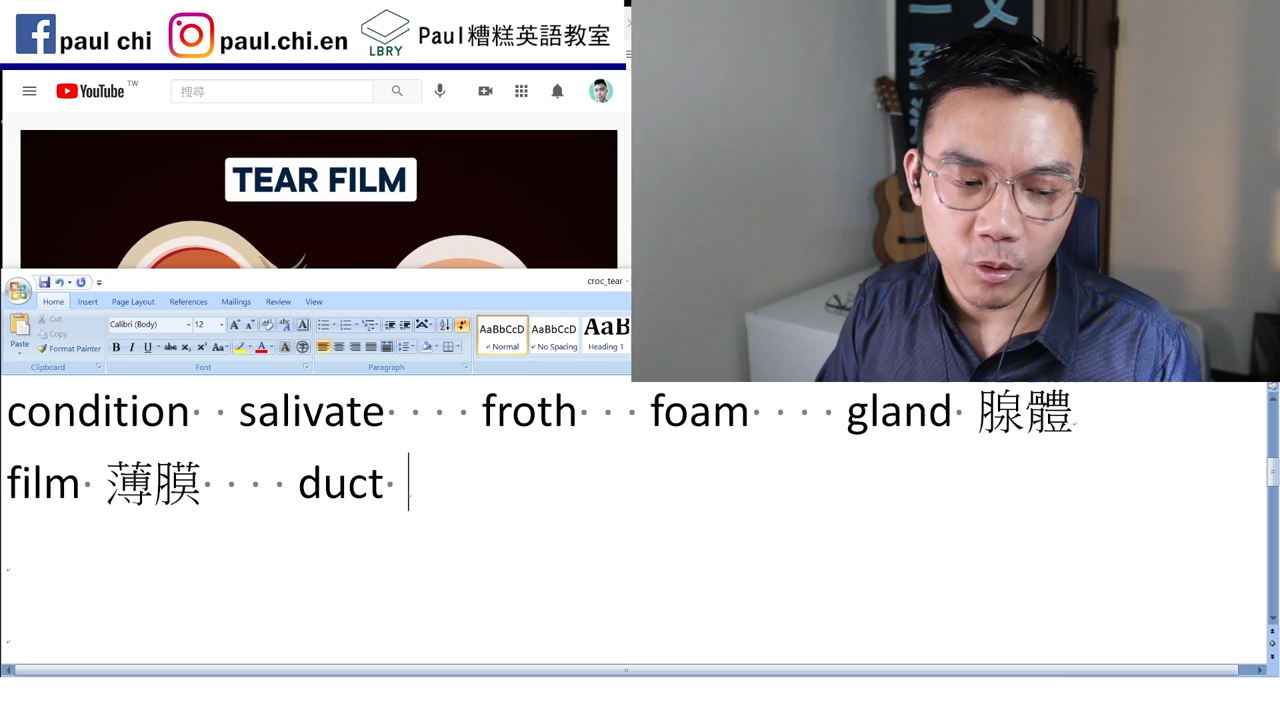 paul chi
paul.chi.en
LBRY
Paul糟糕英語教室
YouTube TW
搜尋
TEAR FILM
croc_tear -
Home Insert Page Layout References Mailings Review View
Cut
Copy
Format Painter
Paste
Calibri (Body) 12
AaBbCcD AaBbCcD AaB
Normal No Spacing Heading 1
Clipboard Font Paragraph
condition salivate froth foam gland 腺體
film 薄膜 duct